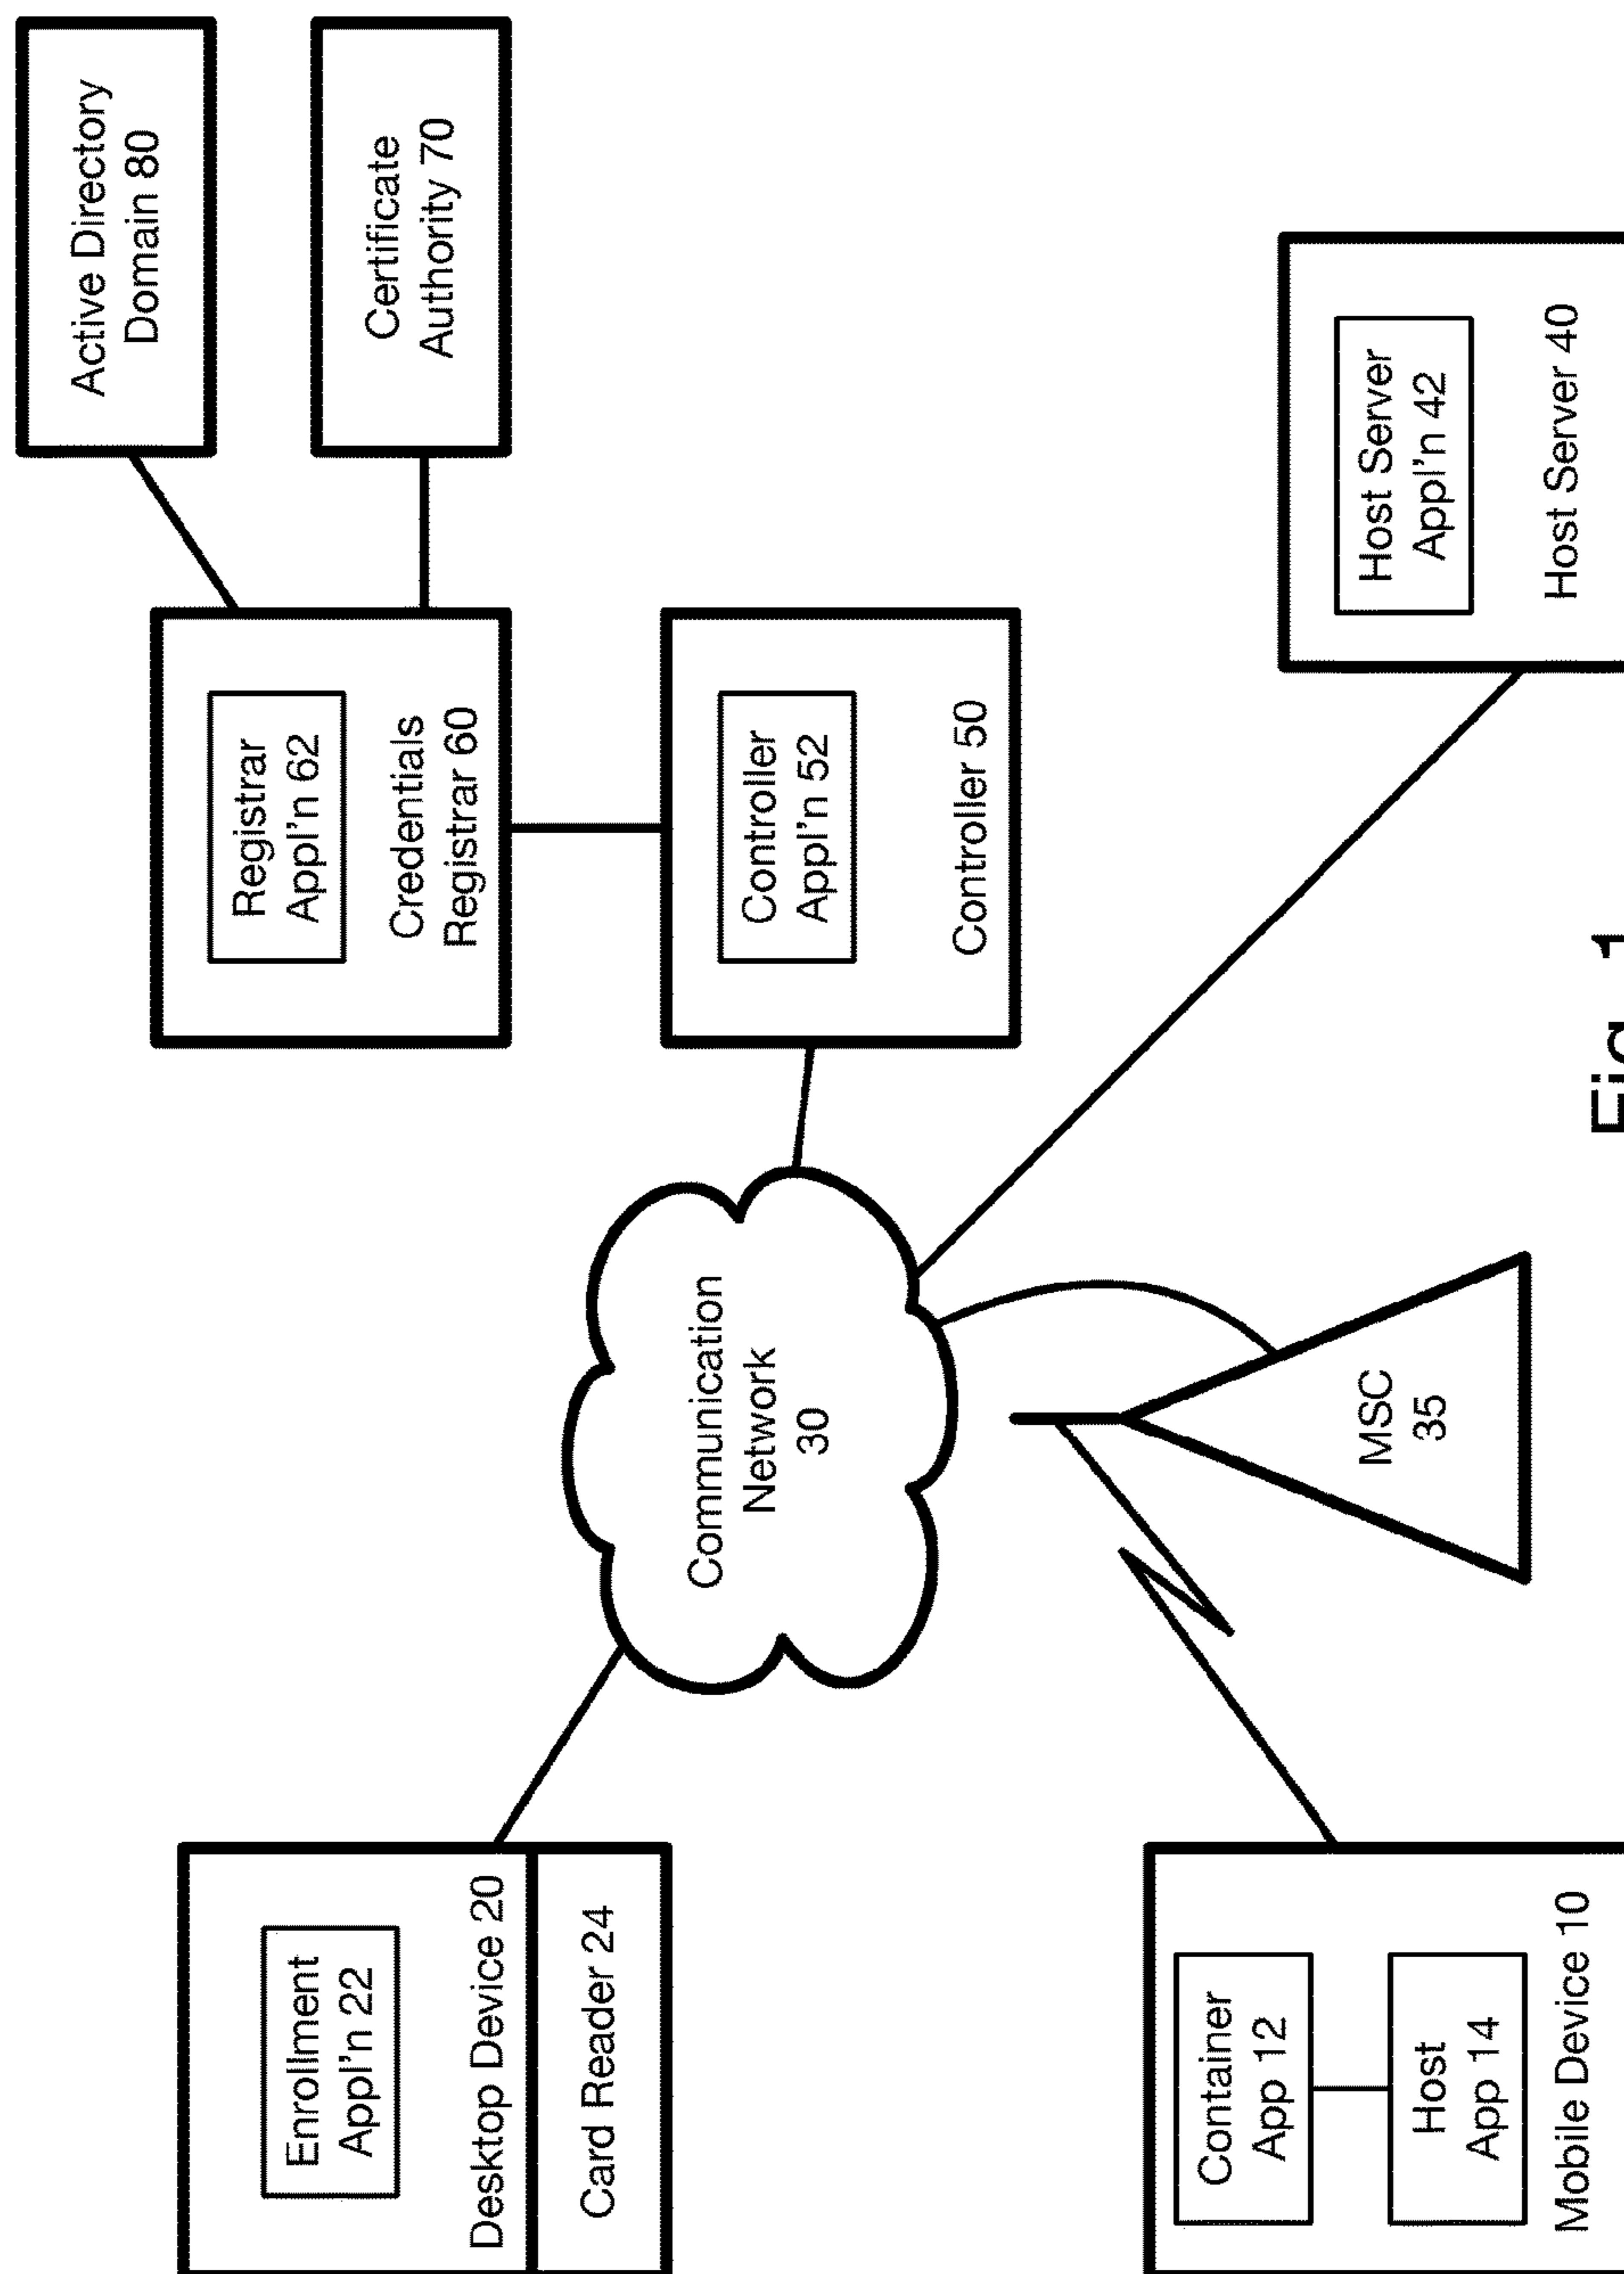 Enrollment
Appl'n 22
Desktop Device 20
Card Reader 24
Container
App 12
Host
App 14
Mobile Device 10
Communication
Network
30
MSC
35
Registrar
Appl'n 62
Credentials
Registrar 60
Controller
Appl'n 52
Controller 50
Active Directory
Domain 80
Certificate
Authority 70
Host Server
Appl'n 42
Host Server 40
Fig. 1